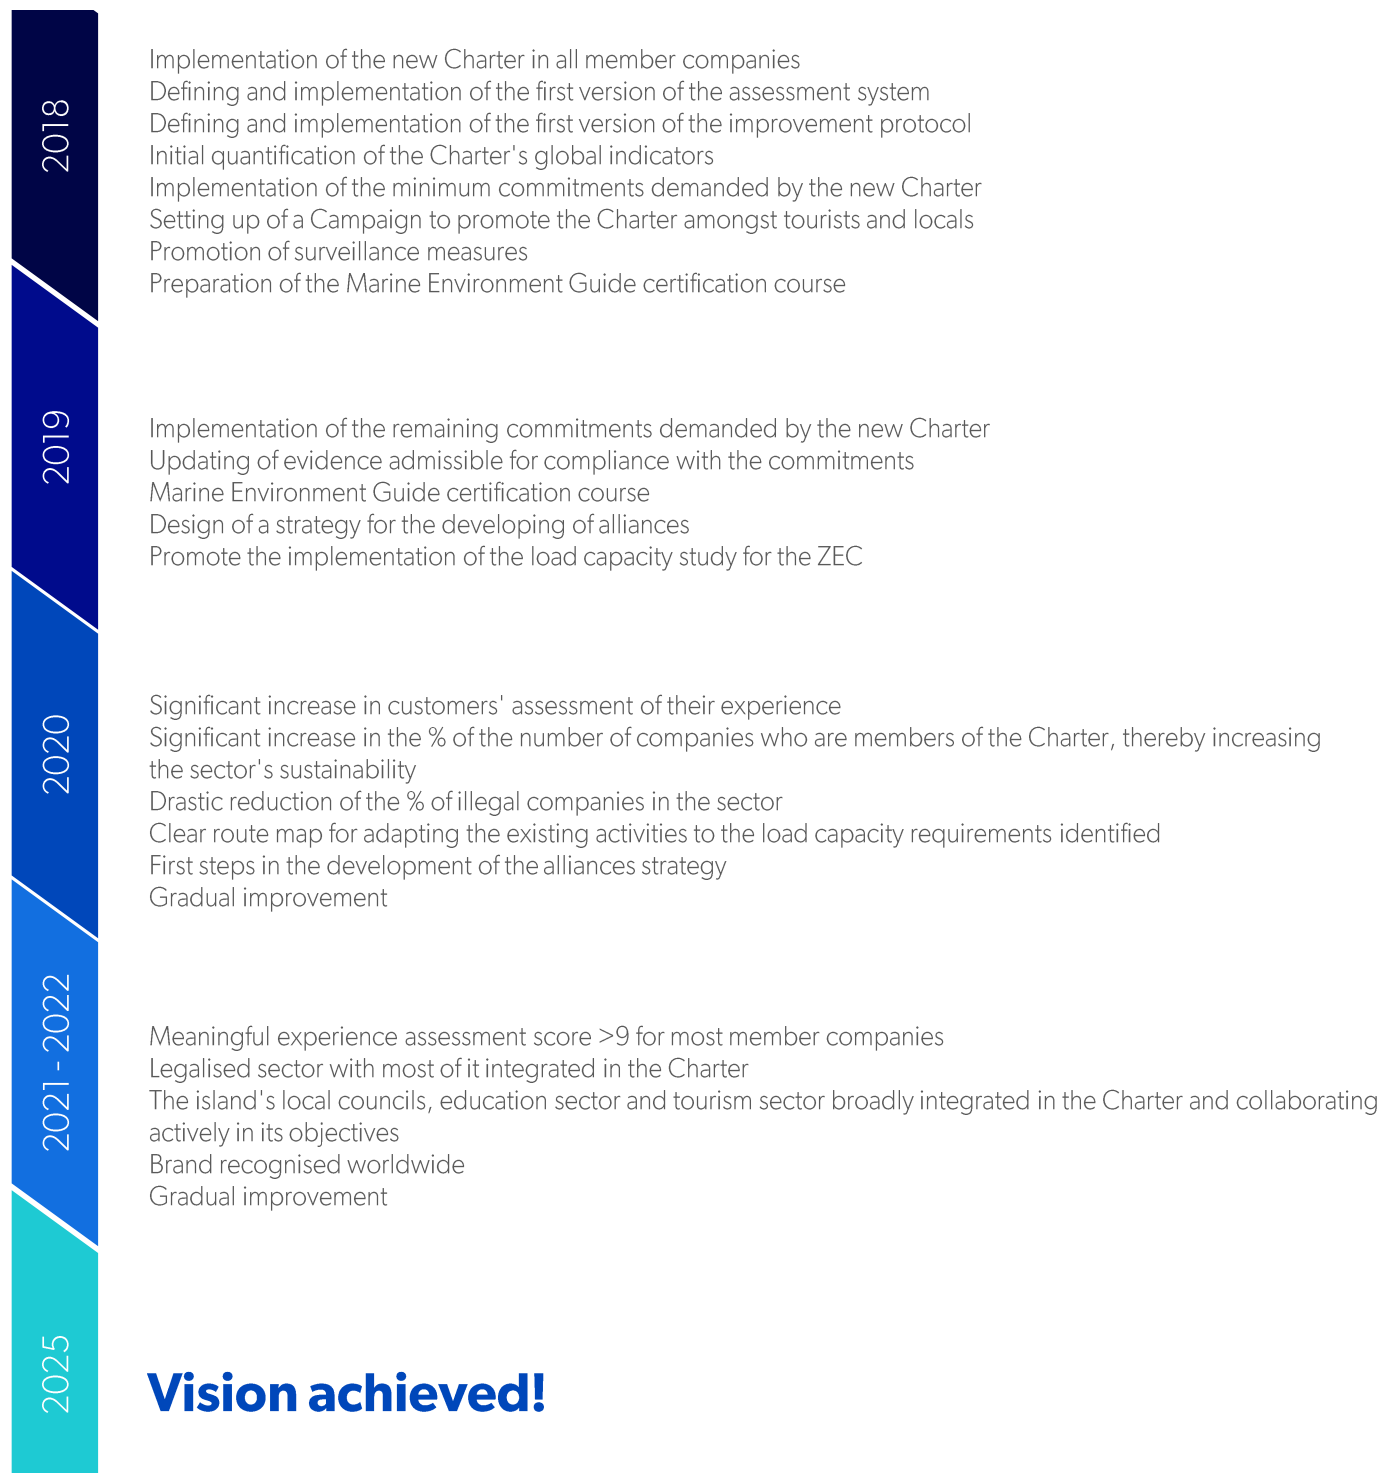 2018
Implementation of the new Charter in all member companies
Defining and implementation of the first version of the assessment system
Defining and implementation of the first version of the improvement protocol
Initial quantification of the Charter's global indicators
Implementation of the minimum commitments demanded by the new Charter
Setting up of a Campaign to promote the Charter amongst tourists and locals
Promotion of surveillance measures
Preparation of the Marine Environment Guide certification course
2019
Implementation of the remaining commitments demanded by the new Charter
Updating of evidence admissible for compliance with the commitments
Marine Environment Guide certification course
Design of a strategy for the developing of alliances
Promote the implementation of the load capacity study for the ZEC
2020
Significant increase in customers' assessment of their experience
Significant increase in the % of the number of companies who are members of the Charter, thereby increasing
the sector's sustainability
Drastic reduction of the % of illegal companies in the sector
Clear route map for adapting the existing activities to the load capacity requirements identified
First steps in the development of the alliances strategy
Gradual improvement
2021 - 2022
Meaningful experience assessment score >9 for most member companies
Legalised sector with most of it integrated in the Charter
The island's local councils, education sector and tourism sector broadly integrated in the Charter and collaborating
actively in its objectives
Brand recognised worldwide
Gradual improvement
2025
Vision achieved!